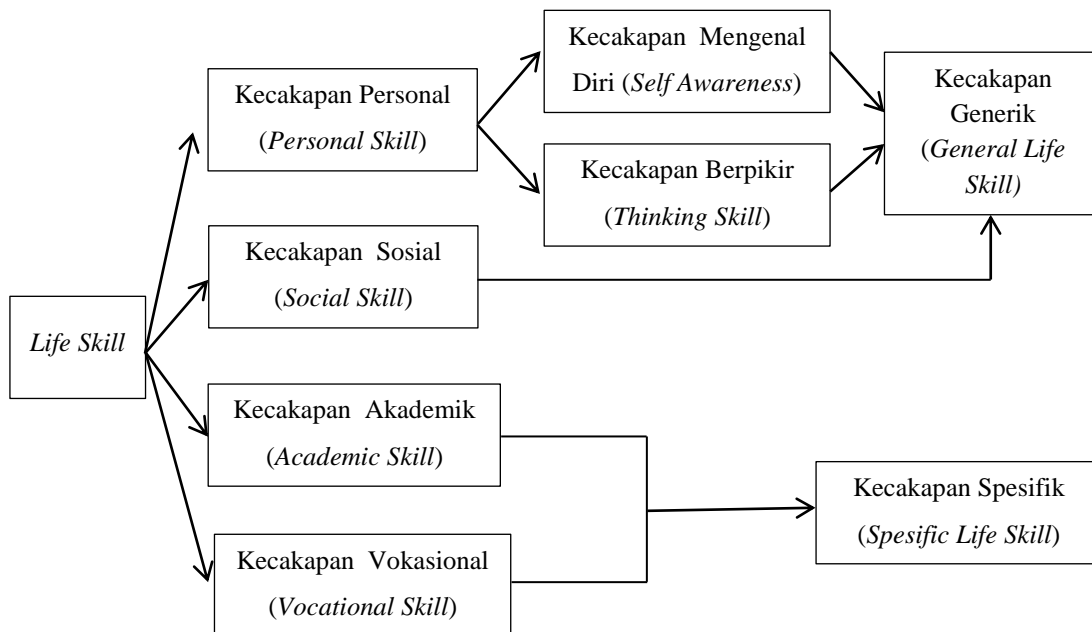 Kecakapan Mengenal
Diri (Self Awareness)
Kecakapan
Generik
(General Life
Skill)
Kecakapan Personal
(Personal Skill)
Kecakapan Berpikir
(Thinking Skill)
Kecakapan Sosial
(Social Skill)
Life Skill
Kecakapan Akademik
(Academic Skill)
Kecakapan Spesifik
(Spesific Life Skill)
Kecakapan Vokasional
(Vocational Skill)